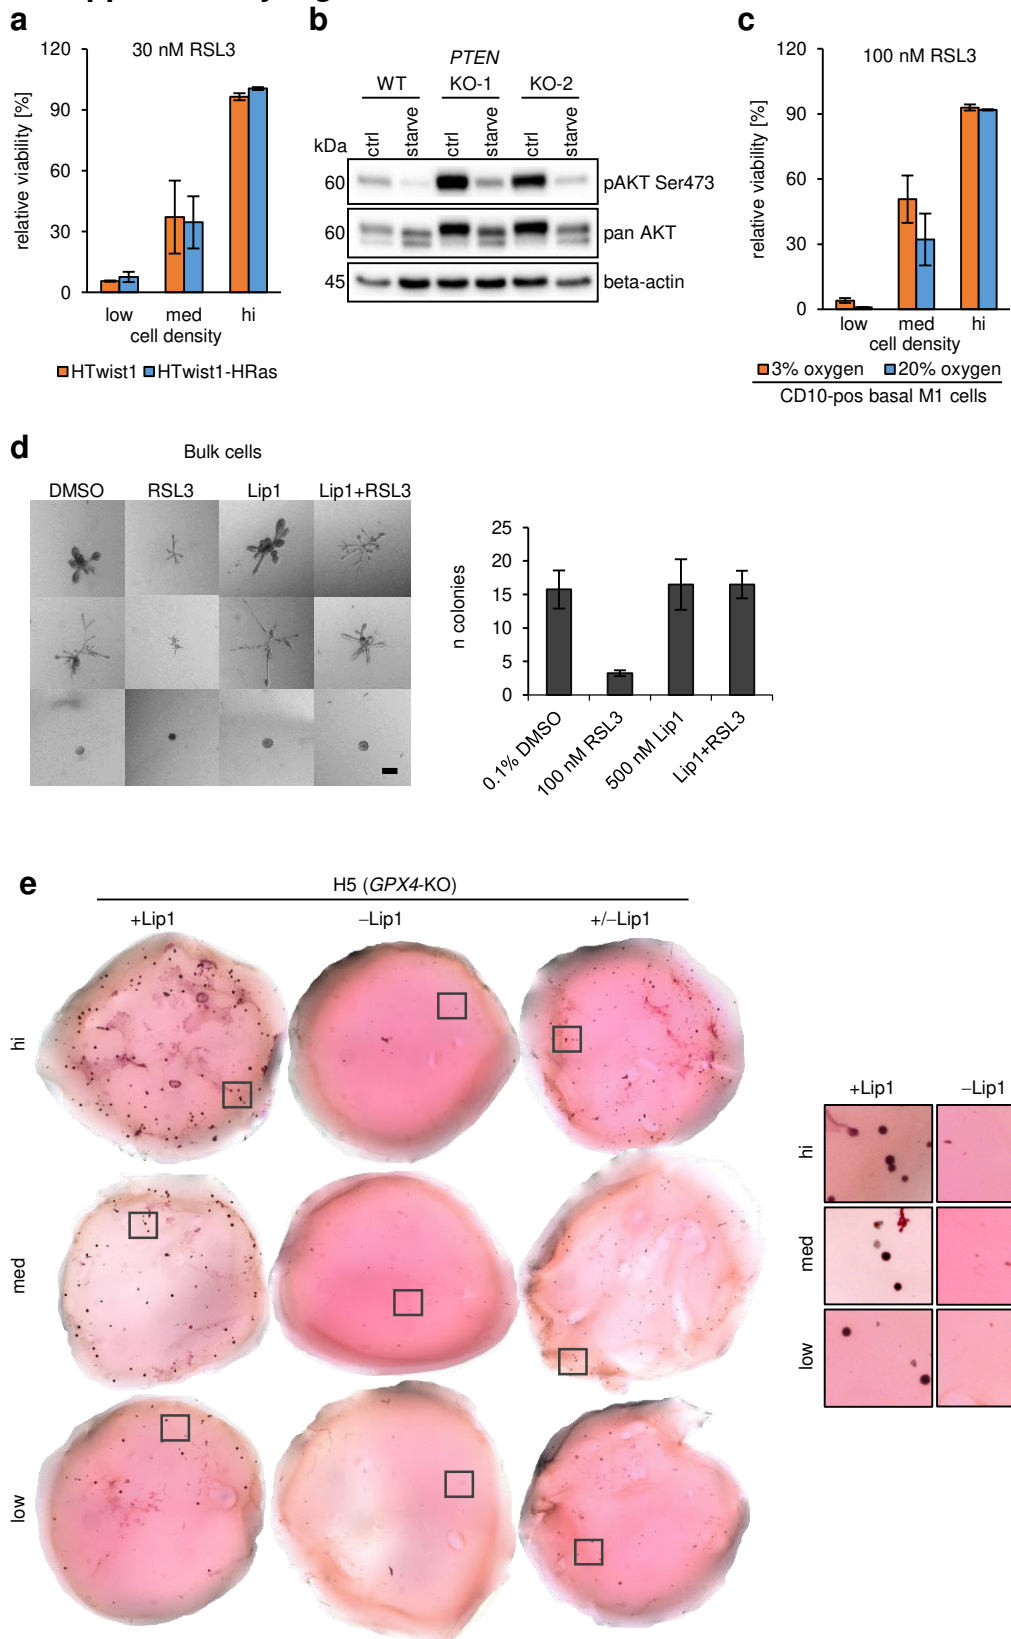 a
30 nM RSL3
120
90
60
30
0
relative viability [%]
low med hi
cell density
HTwist1 HTwist1-HRas
b
PTEN
WT KO-1 KO-2
kDa ctrl starve ctrl starve ctrl starve
60 pAKT Ser473
60 pan AKT
45 beta-actin
c
100 nM RSL3
120
90
60
30
0
relative viability [%]
low med hi
cell density
3% oxygen 20% oxygen
CD10-pos basal M1 cells
d
Bulk cells
DMSO RSL3 Lip1 Lip1+RSL3
25
20
15
10
5
0
n colonies
0.1% DMSO
100 nM RSL3
500 nM Lip1
Lip1+RSL3
e
H5 (GPX4-KO)
+Lip1 –Lip1 +/–Lip1
hi
med
low
+Lip1 –Lip1
hi
med
low